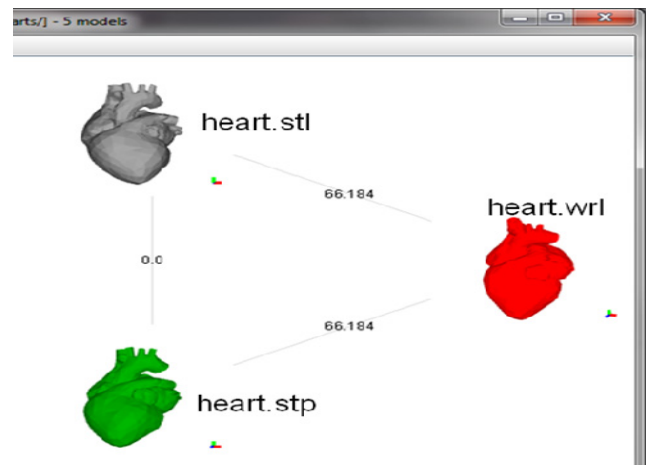 arts/] - 5 models
heart.stl
66.184
heart.wrl
0.0
66.184
heart.stp